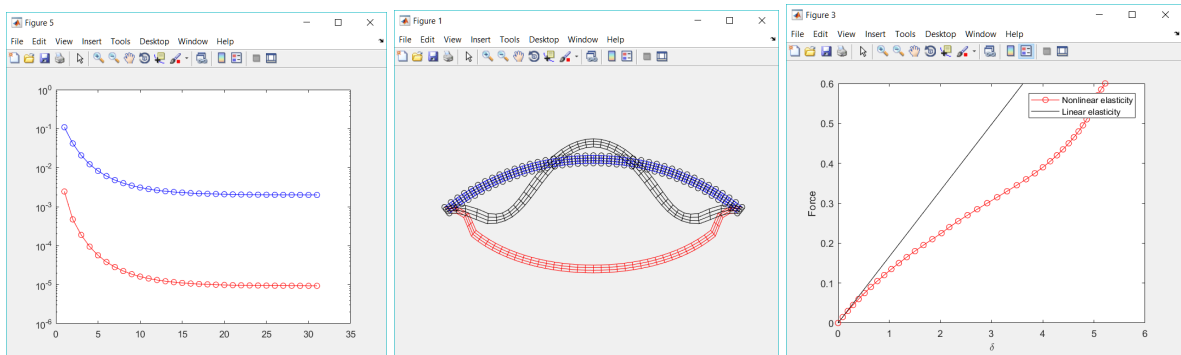 Figure 5
File Edit View Insert Tools Desktop Window Help
10^0
10^-1
10^-2
10^-3
10^-4
10^-5
10^-6
0 5 10 15 20 25 30 35
Figure 1
File Edit View Insert Tools Desktop Window Help
Figure 3
File Edit View Insert Tools Desktop Window Help
0.6
0.5
0.4
0.3
0.2
0.1
0
Force
Nonlinear elasticity
Linear elasticity
0 1 2 3 4 5 6
δ